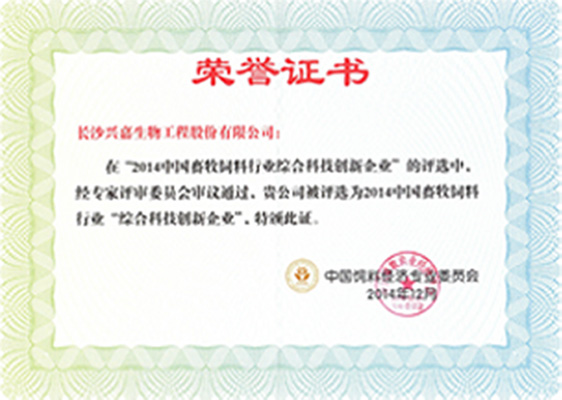 荣誉证书
长沙兴嘉生物工程股份有限公司：
在“2014中国畜牧饲料行业综合科技创新企业”的评选中，
经专家评审委员会审议通过，贵公司被评选为2014中国畜牧饲料
行业“综合科技创新企业”，特颁此证。
中国饲料经济专业委员会
2014年12月